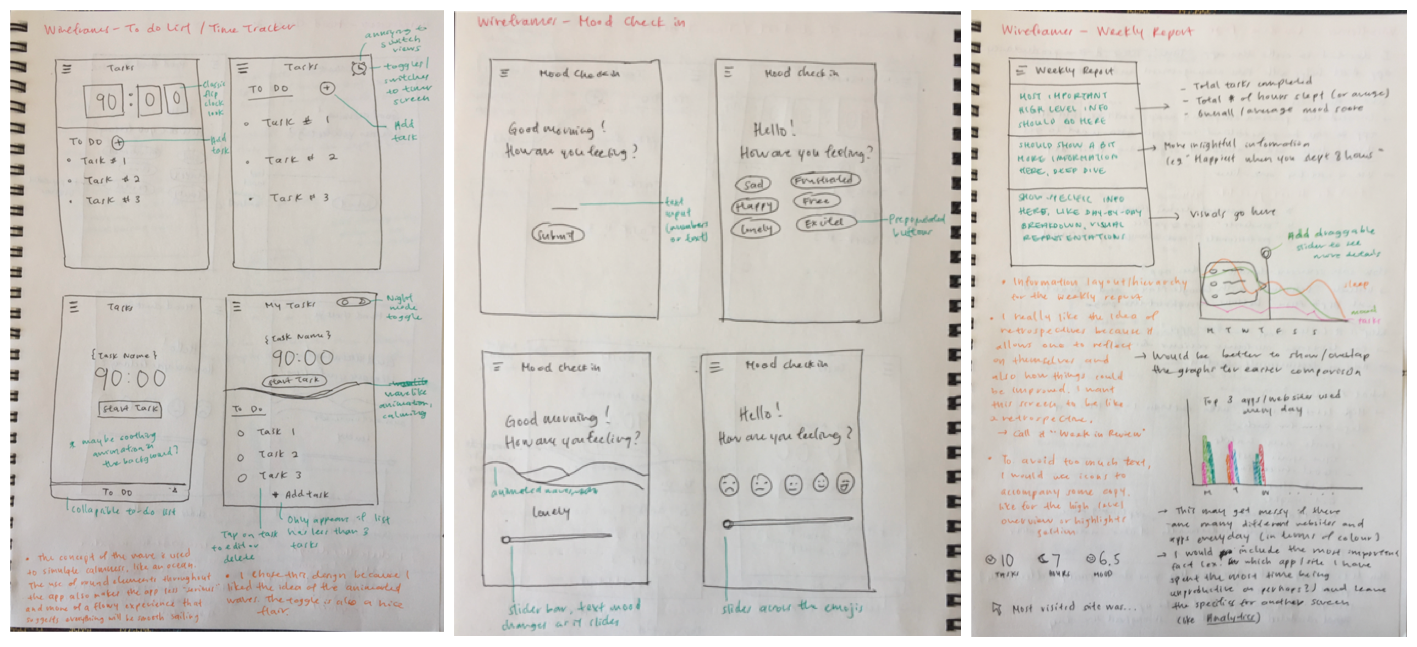 Wireframes - To do List / Time Tracker
Tasks
90:00
classic
flip
clock
look
TO DO +
Add
task
Task # 1
Task # 2
Task # 3
annoying to
switch
views
Tasks
toggles/
switches
to timer
screen
TO DO
+
Task # 1
Add
task
Task # 2
Task # 3
Tasks
{Task Name}
90:00
Start Task
* maybe soothing
animation in
the background?
TO DO
collapable to-do list
My Tasks
Night
mode
toggle
{Task Name}
90:00
Start Task
wave like
animation,
calming
To Do
Task 1
Task 2
Task 3
+ Add task
Only appears if list
has less than 3
tasks
Tap on task
to edit or
delete
• The concept of the wave is used
to simulate calmness, like an ocean.
The use of round elements throughout
the app also makes the app less "serious"
and more of a flowy experience that
suggests everything will be smooth sailing.
• I chose this design because I
liked the idea of the animated
waves. The toggle is also a nice
flair.
Wireframes - Mood Check in
Mood Check in
Good morning!
How are you feeling?
Submit
text
input
(numbers
or text)
Mood check in
Hello!
How are you feeling?
Sad
Frustrated
Happy
Free
Lonely
Excited
Prepopulated
buttons
Mood check in
Good morning!
How are you feeling?
animated waves
Lonely
slider bar, text mood
changes as it slides
Mood check in
Hello!
How are you feeling?
slides across the emojis
Wireframes - Weekly Report
Weekly Report
MOST IMPORTANT
HIGH LEVEL INFO
SHOULD GO HERE
- Total tasks completed
- Total # of hours slept (or average)
- Overall/average mood score
SHOULD SHOW A BIT
MORE INFORMATION
HERE, DEEP DIVE
More insightful information
(eg "Happiest when you slept 8 hours"
SHOW SPECIFIC INFO
HERE, LIKE DAY-BY-DAY
BREAKDOWN, VISUAL
REPRESENTATIONS
Visuals go here
Add draggable
slider to see
more details
sleep
mood
tasks
M T W T F S S
• Information layout/hierarchy
for the weekly report
• I really like the idea of
retrospectives because it
allows one to reflect
on themselves and
also how things could
be improved. I want
this screen to be like
a retrospective.
→ call it "Week in Review"
→ Would be better to show/overlap
the graphs for easier comparison
Top 3 apps/websites used
every day
M T W
• To avoid too much text,
I would use icons to
accompany some copy.
Like for the high level
overview or highlights
section
10
TASKS
7
HOURS
6.5
MOOD
Most visited site was...
→ This may get messy if there
are many different websites and
apps everyday (in terms of colour)
→ I would include the most important
fact (ex. which app/site I have
spent the most time being
unproductive on perhaps?) and leave
the specifics for another screen
(like Analytics)